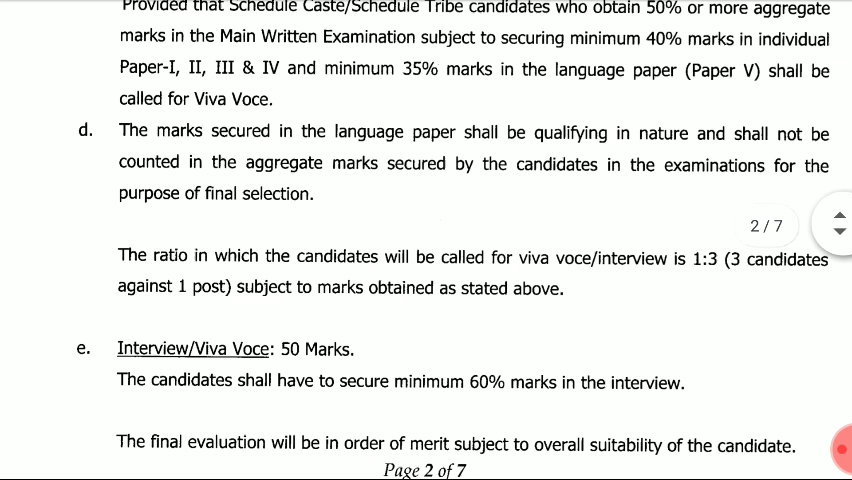 Provided that Schedule Caste/Schedule Tribe candidates who obtain 50% or more aggregate
marks in the Main Written Examination subject to securing minimum 40% marks in individual
Paper-I, II, III & IV and minimum 35% marks in the language paper (Paper V) shall be
called for Viva Voce.
d. The marks secured in the language paper shall be qualifying in nature and shall not be
counted in the aggregate marks secured by the candidates in the examinations for the
purpose of final selection.
2 / 7
The ratio in which the candidates will be called for viva voce/interview is 1:3 (3 candidates
against 1 post) subject to marks obtained as stated above.
e. Interview/Viva Voce: 50 Marks.
The candidates shall have to secure minimum 60% marks in the interview.
The final evaluation will be in order of merit subject to overall suitability of the candidate.
Page 2 of 7